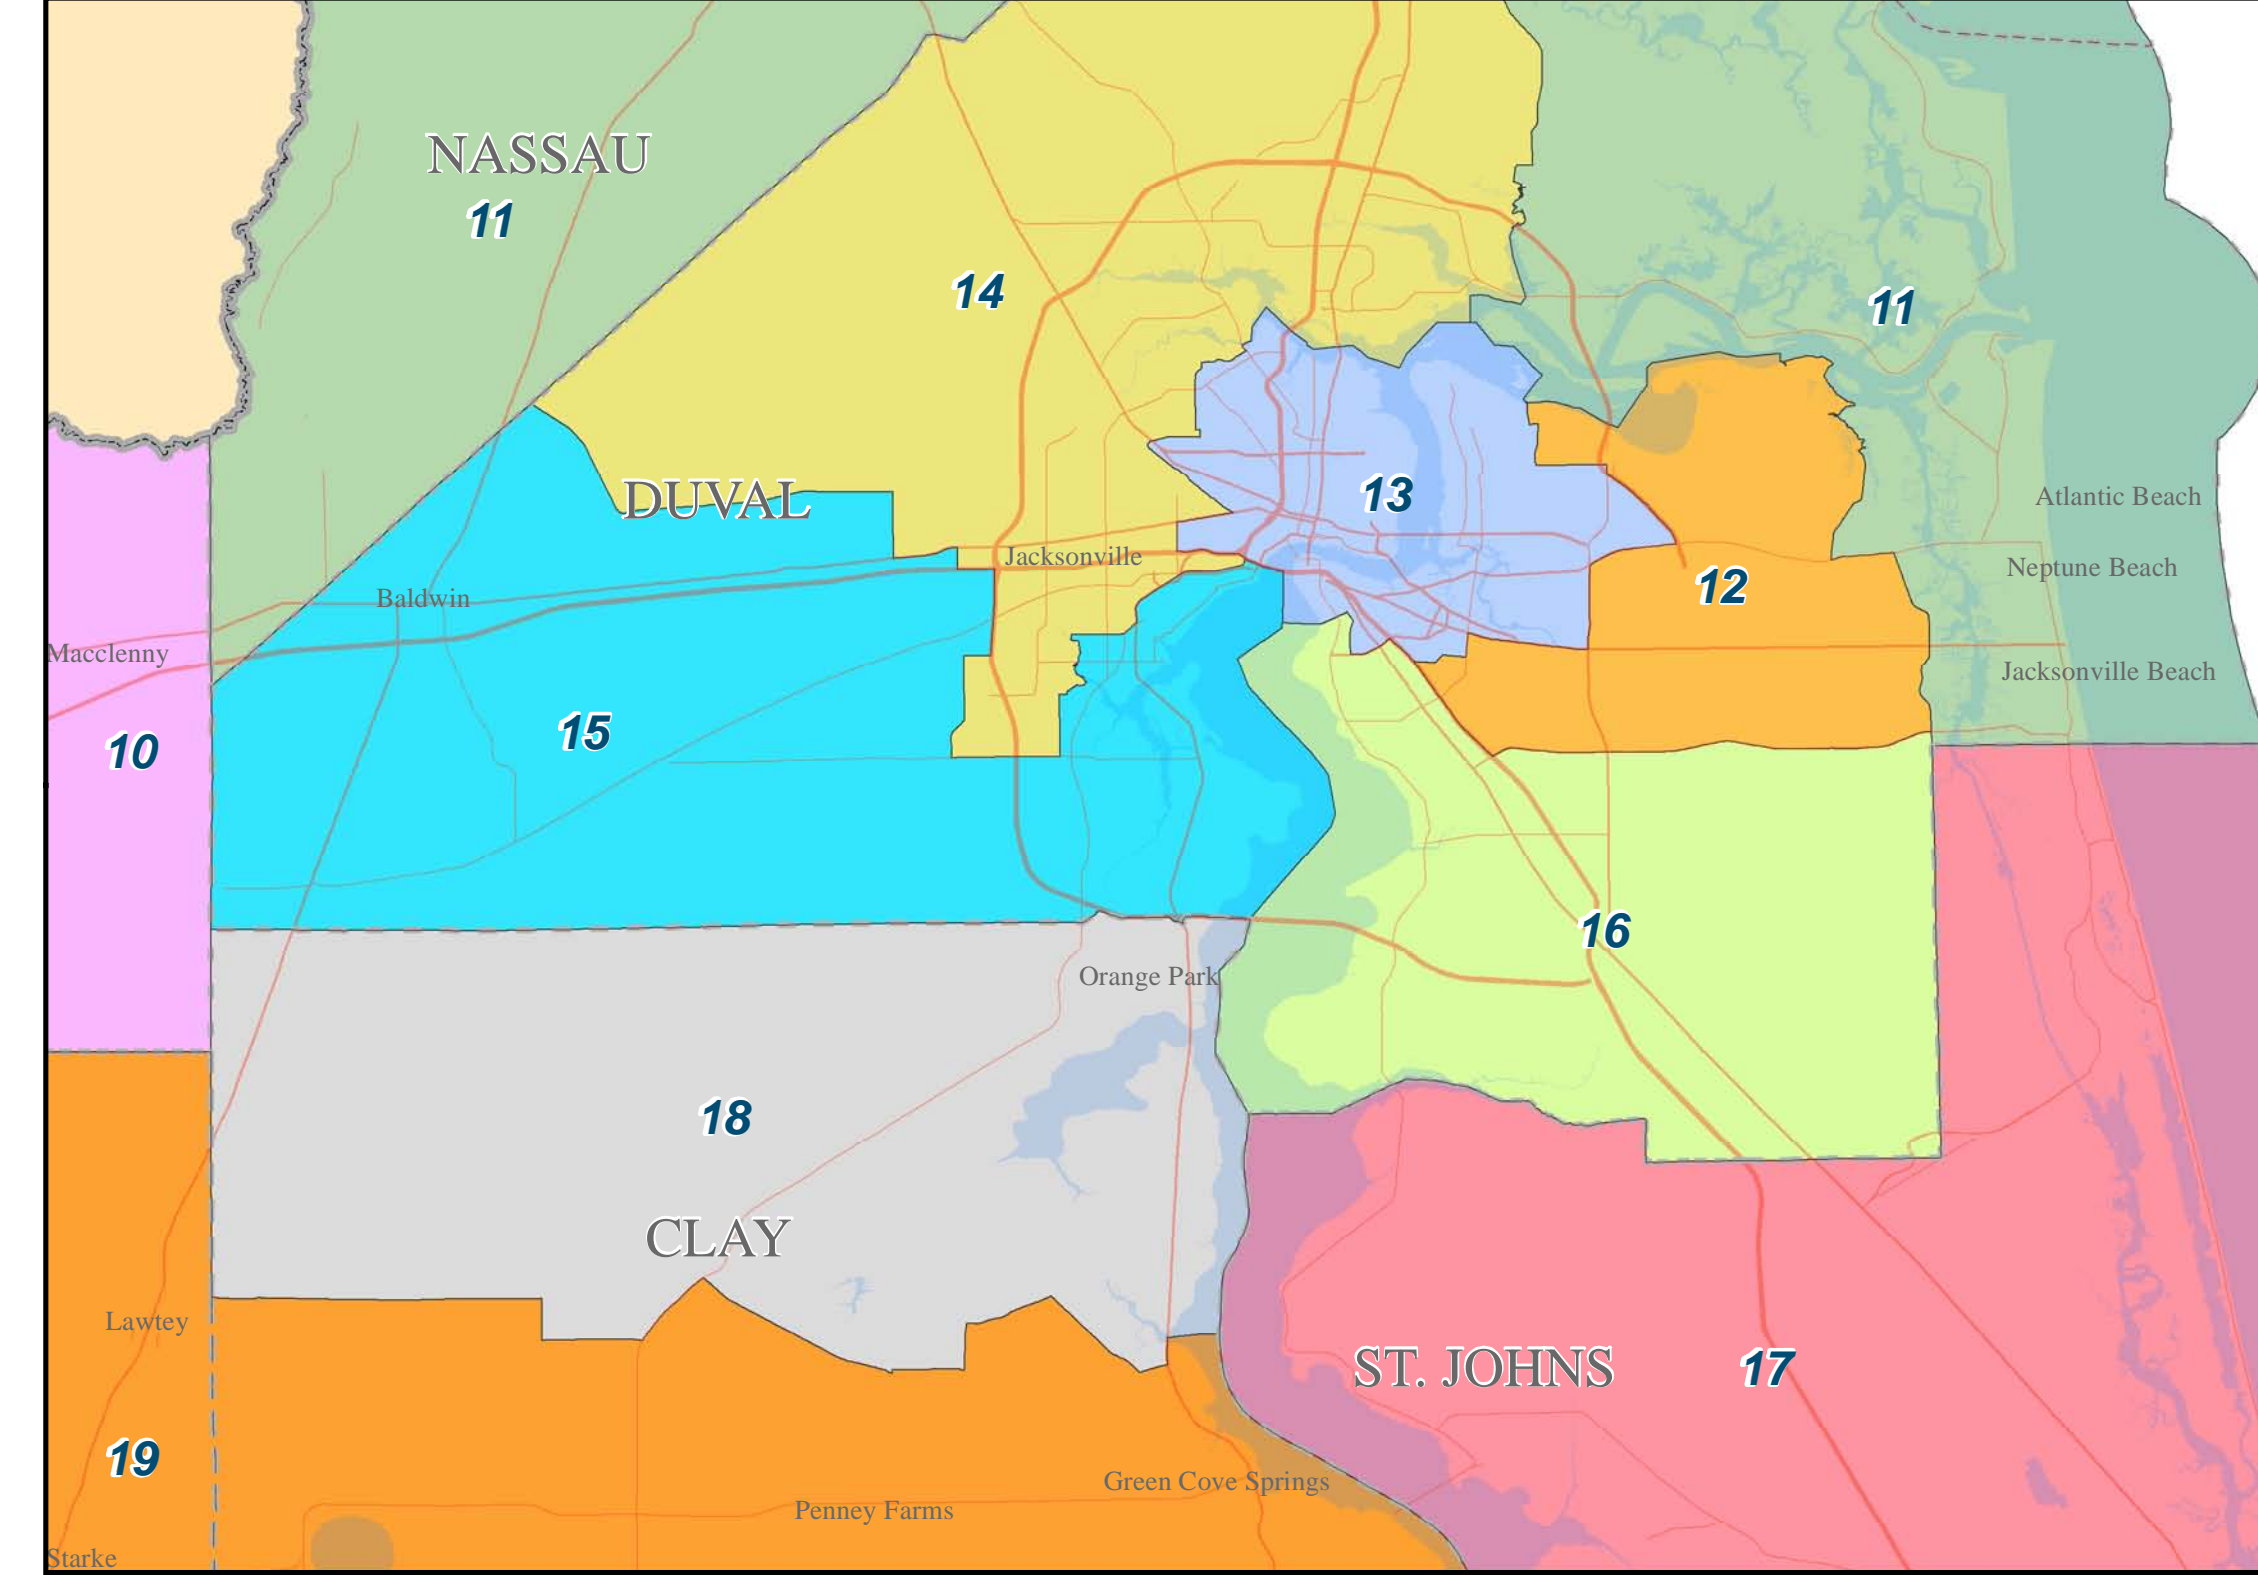 NASSAU
11
14
11
DUVAL
13
Atlantic Beach
Jacksonville
Neptune Beach
12
Baldwin
Macclenny
Jacksonville Beach
15
10
16
Orange Park
18
CLAY
Lawtey
ST. JOHNS
17
19
Green Cove Springs
Penney Farms
Starke